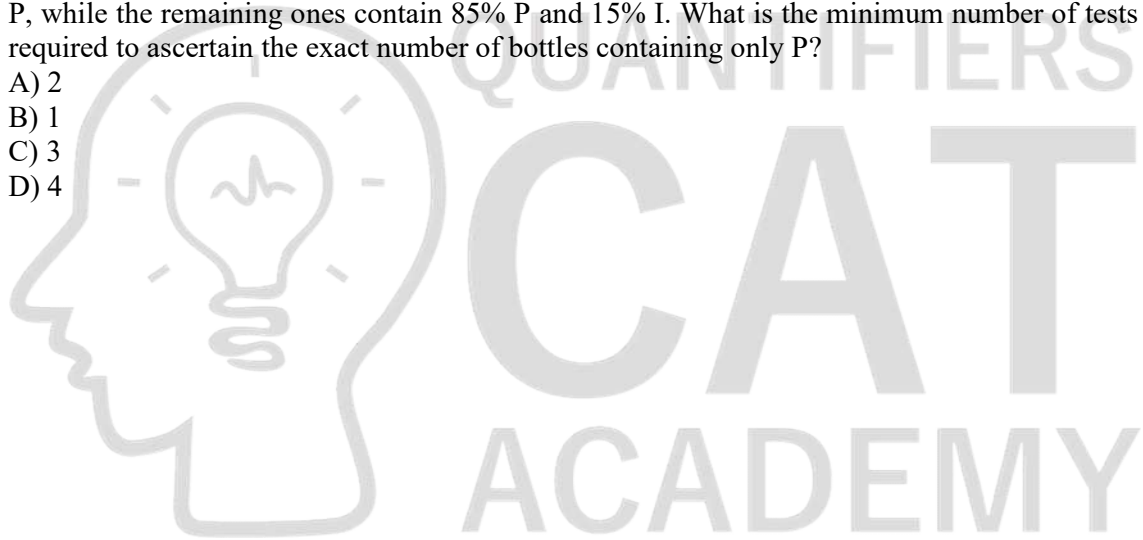 P, while the remaining ones contain 85% P and 15% I. What is the minimum number of tests
required to ascertain the exact number of bottles containing only P?
A) 2
B) 1
C) 3
D) 4
QUANTIFIERS
CAT
ACADEMY